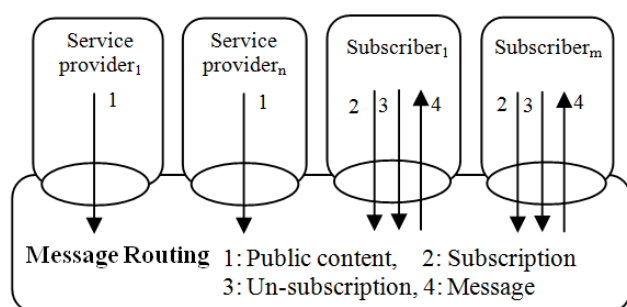 Service provider₁
Service providerₙ
Subscriber₁
Subscriberₘ
1
1
2 3 4
2 3 4
Message Routing 1: Public content, 2: Subscription
3: Un-subscription, 4: Message